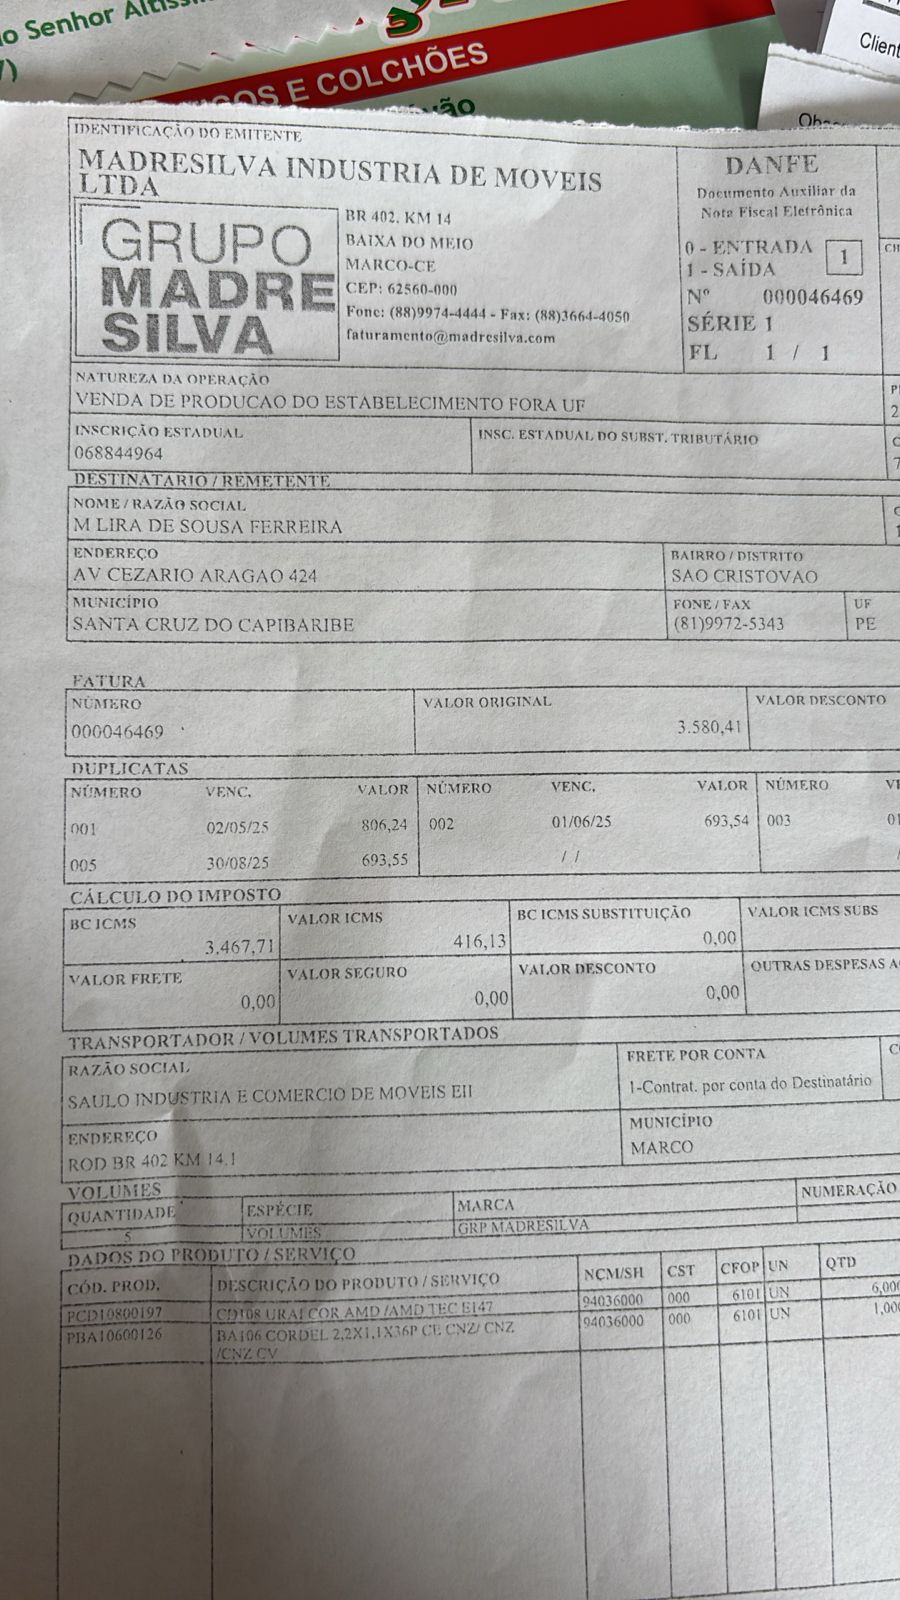 do Senhor Altíssi
7)
GOS E COLCHÕES
vão
Client
IDENTIFICAÇÃO DO EMITENTE
MADRESILVA INDUSTRIA DE MOVEIS
LTDA
GRUPO
MADRE
SILVA
BR 402, KM 14
BAIXA DO MEIO
MARCO-CE
CEP: 62560-000
Fone: (88)9974-4444 - Fax: (88)3664-4050
faturamento@madresilva.com
DANFE
Documento Auxiliar da
Nota Fiscal Eletrônica
0 - ENTRADA
1 - SAÍDA
1
Nº 000046469
SÉRIE 1
FL 1 / 1
CH
NATUREZA DA OPERAÇÃO
VENDA DE PRODUCAO DO ESTABELECIMENTO FORA UF
2
INSCRIÇÃO ESTADUAL
068844964
INSC. ESTADUAL DO SUBST. TRIBUTÁRIO
7
DESTINATÁRIO / REMETENTE
NOME / RAZÃO SOCIAL
M LIRA DE SOUSA FERREIRA
ENDEREÇO
AV CEZARIO ARAGAO 424
BAIRRO / DISTRITO
SAO CRISTOVAO
MUNICÍPIO
SANTA CRUZ DO CAPIBARIBE
FONE / FAX
(81)9972-5343
UF
PE
FATURA
NÚMERO
000046469
VALOR ORIGINAL
3.580,41
VALOR DESCONTO
DUPLICATAS
NÚMERO VENC. VALOR NÚMERO VENC. VALOR NÚMERO
001 02/05/25 806,24 002 01/06/25 693,54 003 01
005 30/08/25 693,55 / /
CÁLCULO DO IMPOSTO
BC ICMS
3,467,71
VALOR ICMS
416,13
BC ICMS SUBSTITUIÇÃO
0,00
VALOR ICMS SUBS
VALOR FRETE
0,00
VALOR SEGURO
0,00
VALOR DESCONTO
0,00
OUTRAS DESPESAS A
TRANSPORTADOR / VOLUMES TRANSPORTADOS
RAZÃO SOCIAL
SAULO INDUSTRIA E COMERCIO DE MOVEIS EII
FRETE POR CONTA
1-Contrat. por conta do Destinatário
ENDEREÇO
ROD BR 402 KM 14.1
MUNICÍPIO
MARCO
VOLUMES
QUANTIDADE
5
ESPÉCIE
VOLUMES
MARCA
GRP MADRESILVA
NUMERAÇÃO
DADOS DO PRODUTO / SERVIÇO
CÓD. PROD. DESCRIÇÃO DO PRODUTO / SERVIÇO NCM/SH CST CFOP UN QTD
PCD10800197 CD108 URAI COR AMD /AMD TEC E147 94036000 000 6101 UN 6,000
PBA10600126 BA106 CORDEL 2,2X1,1X36P CE CNZ/ CNZ 94036000 000 6101 UN 1,000
/CNZ CV